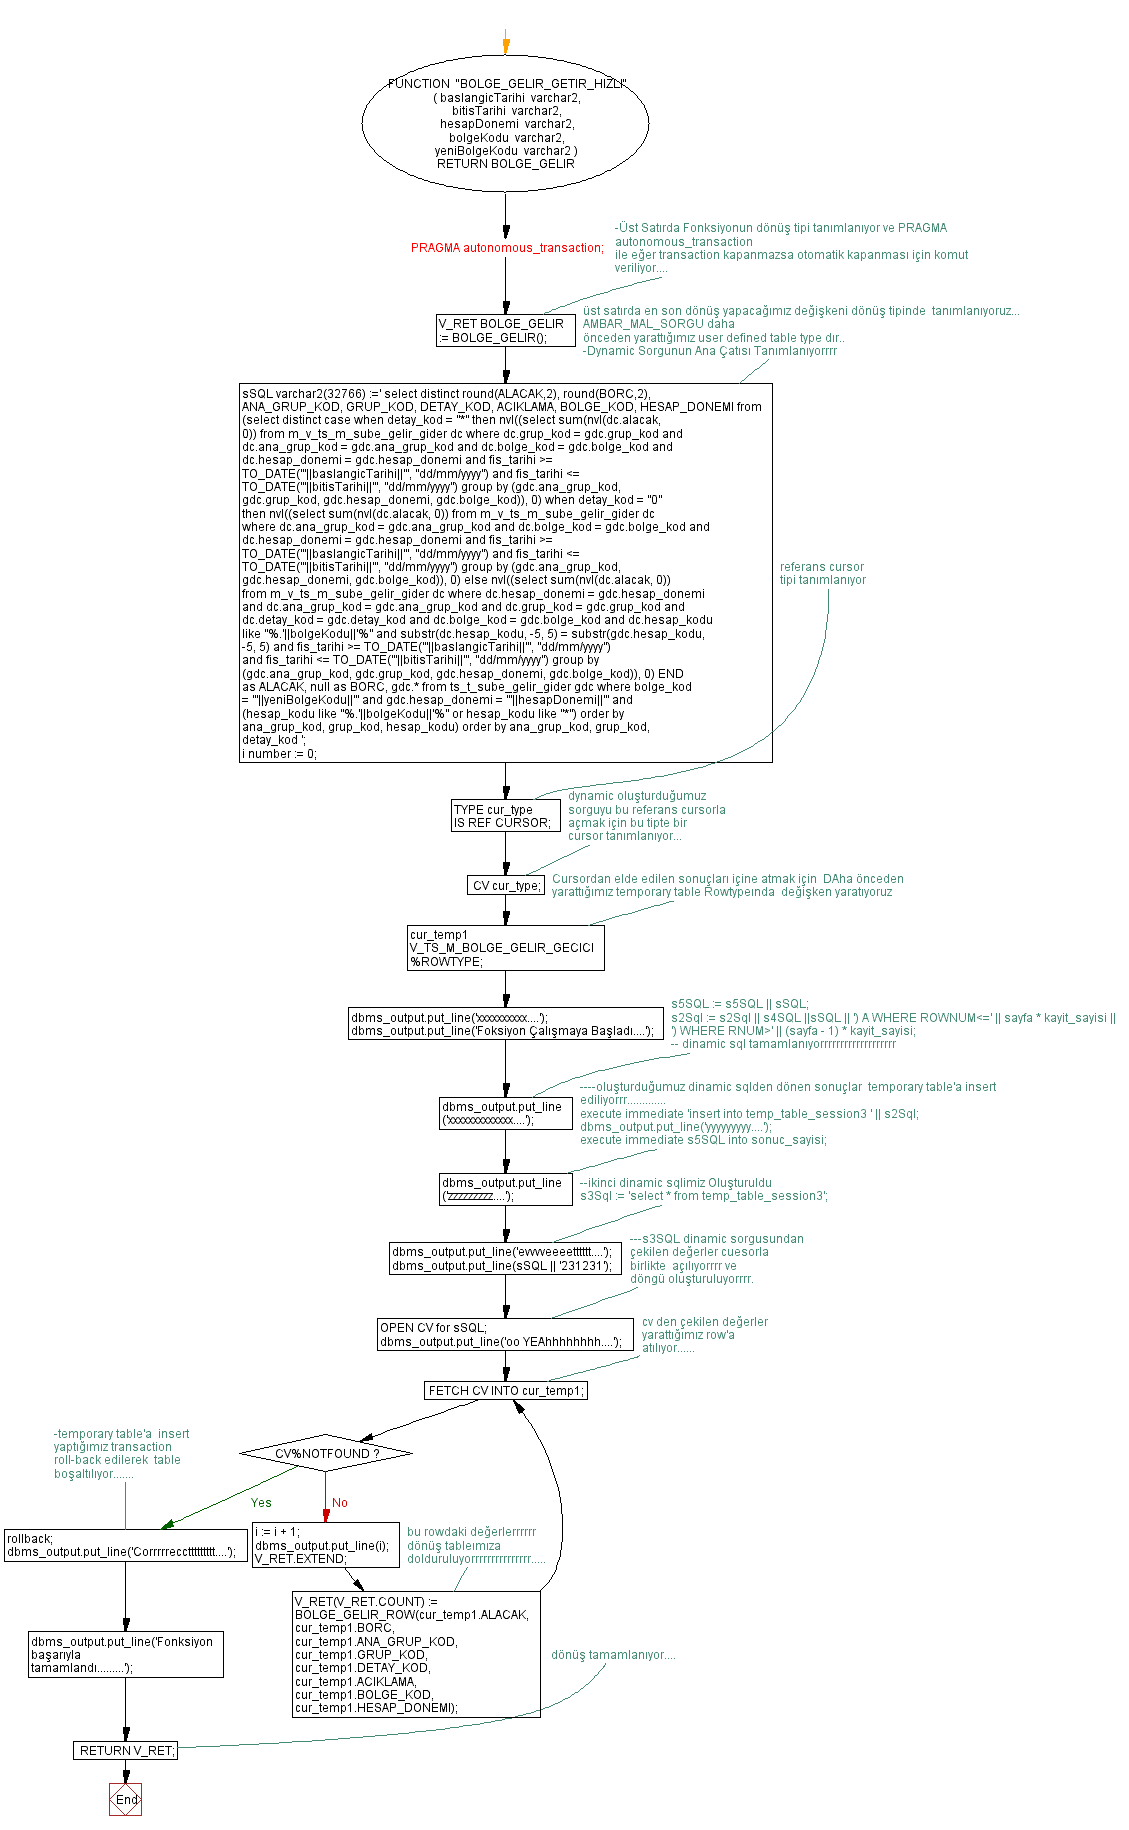 FUNCTION "BOLGE_GELIR_GETIR_HIZLI"
( baslangicTarihi varchar2,
bitisTarihi varchar2,
hesapDonemi varchar2,
bolgeKodu varchar2,
yeniBolgeKodu varchar2 )
RETURN BOLGE_GELIR
PRAGMA autonomous_transaction;
-Üst Satırda Fonksiyonun dönüş tipi tanımlanıyor ve PRAGMA
autonomous_transaction
ile eğer transaction kapanmazsa otomatik kapanması için komut
veriliyor....
V_RET BOLGE_GELIR
:= BOLGE_GELIR();
üst satırda en son dönüş yapacağımız değişkeni dönüş tipinde tanımlanıyoruz...
AMBAR_MAL_SORGU daha
önceden yarattığımız user defined table type dır..
-Dynamic Sorgunun Ana Çatısı Tanımlanıyorrrr
sSQL varchar2(32766) :=' select distinct round(ALACAK,2), round(BORC,2),
ANA_GRUP_KOD, GRUP_KOD, DETAY_KOD, ACIKLAMA, BOLGE_KOD, HESAP_DONEMI from
(select distinct case when detay_kod = ''*'' then nvl((select sum(nvl(dc.alacak,
0)) from m_v_ts_m_sube_gelir_gider dc where dc.grup_kod = gdc.grup_kod and
dc.ana_grup_kod = gdc.ana_grup_kod and dc.bolge_kod = gdc.bolge_kod and
dc.hesap_donemi = gdc.hesap_donemi and fis_tarihi >=
TO_DATE('''||baslangicTarihi||''', ''dd/mm/yyyy'') and fis_tarihi <=
TO_DATE('''||bitisTarihi||''', ''dd/mm/yyyy'') group by (gdc.ana_grup_kod,
gdc.grup_kod, gdc.hesap_donemi, gdc.bolge_kod)), 0) when detay_kod = ''0''
then nvl((select sum(nvl(dc.alacak, 0)) from m_v_ts_m_sube_gelir_gider dc
where dc.ana_grup_kod = gdc.ana_grup_kod and dc.bolge_kod = gdc.bolge_kod and
dc.hesap_donemi = gdc.hesap_donemi and fis_tarihi >=
TO_DATE('''||baslangicTarihi||''', ''dd/mm/yyyy'') and fis_tarihi <=
TO_DATE('''||bitisTarihi||''', ''dd/mm/yyyy'') group by (gdc.ana_grup_kod,
gdc.hesap_donemi, gdc.bolge_kod)), 0) else nvl((select sum(nvl(dc.alacak, 0))
from m_v_ts_m_sube_gelir_gider dc where dc.hesap_donemi = gdc.hesap_donemi
and dc.ana_grup_kod = gdc.ana_grup_kod and dc.grup_kod = gdc.grup_kod and
dc.detay_kod = gdc.detay_kod and dc.bolge_kod = gdc.bolge_kod and dc.hesap_kodu
like ''%.'||bolgeKodu||'%'' and substr(dc.hesap_kodu, -5, 5) = substr(gdc.hesap_kodu,
-5, 5) and fis_tarihi >= TO_DATE('''||baslangicTarihi||''', ''dd/mm/yyyy'')
and fis_tarihi <= TO_DATE('''||bitisTarihi||''', ''dd/mm/yyyy'') group by
(gdc.ana_grup_kod, gdc.grup_kod, gdc.hesap_donemi, gdc.bolge_kod)), 0) END
as ALACAK, null as BORC, gdc.* from ts_t_sube_gelir_gider gdc where bolge_kod
= '''||yeniBolgeKodu||''' and gdc.hesap_donemi = '''||hesapDonemi||''' and
(hesap_kodu like ''%.'||bolgeKodu||'%'' or hesap_kodu like ''*'') order by
ana_grup_kod, grup_kod, hesap_kodu) order by ana_grup_kod, grup_kod,
detay_kod ';
i number := 0;
referans cursor
tipi tanımlanıyor
TYPE cur_type
IS REF CURSOR;
dynamic oluşturduğumuz
sorguyu bu referans cursorla
açmak için bu tipte bir
cursor tanımlanıyor...
CV cur_type;
Cursordan elde edilen sonuçları içine atmak için DAha önceden
yarattığımız temporary table Rowtypeında değişken yaratıyoruz
cur_temp1
V_TS_M_BOLGE_GELIR_GECICI
%ROWTYPE;
dbms_output.put_line('xxxxxxxxxx....');
dbms_output.put_line('Foksiyon Çalışmaya Başladı....');
s5SQL := s5SQL || sSQL;
s2Sql := s2Sql || s4SQL ||sSQL || ') A WHERE ROWNUM<=' || sayfa * kayit_sayisi ||
') WHERE RNUM>' || (sayfa - 1) * kayit_sayisi;
-- dinamic sql tamamlanıyorrrrrrrrrrrrrrrrrrr
dbms_output.put_line
('xxxxxxxxxxxxx....');
----oluşturduğumuz dinamic sqlden dönen sonuçlar temporary table'a insert
ediliyorrr.............
execute immediate 'insert into temp_table_session3 ' || s2Sql;
dbms_output.put_line('yyyyyyyyy....');
execute immediate s5SQL into sonuc_sayisi;
dbms_output.put_line
('zzzzzzzzz....');
--ikinci dinamic sqlimiz Oluşturuldu
s3Sql := 'select * from temp_table_session3';
dbms_output.put_line('evvvveeeetttttt....');
dbms_output.put_line(sSQL || '231231');
---s3SQL dinamic sorgusundan
çekilen değerler cuesorla
birlikte açılıyorrrr ve
döngü oluşturuluyorrrr.
OPEN CV for sSQL;
dbms_output.put_line('oo YEAhhhhhhhh....');
cv den çekilen değerler
yarattığımız row'a
atılıyor......
FETCH CV INTO cur_temp1;
CV%NOTFOUND ?
-temporary table'a insert
yaptığımız transaction
roll-back edilerek table
boşaltılıyor.......
Yes
No
rollback;
dbms_output.put_line('Corrrrrecctttttttttt....');
i := i + 1;
dbms_output.put_line(i);
V_RET.EXTEND;
bu rowdaki değerlerrrrrr
dönüş tableımıza
dolduruluyorrrrrrrrrrrrrrr.....
V_RET(V_RET.COUNT) :=
BOLGE_GELIR_ROW(cur_temp1.ALACAK,
cur_temp1.BORC,
cur_temp1.ANA_GRUP_KOD,
cur_temp1.GRUP_KOD,
cur_temp1.DETAY_KOD,
cur_temp1.ACIKLAMA,
cur_temp1.BOLGE_KOD,
cur_temp1.HESAP_DONEMI);
dbms_output.put_line('Fonksiyon
başarıyla
tamamlandı.........');
dönüş tamamlanıyor....
RETURN V_RET;
End